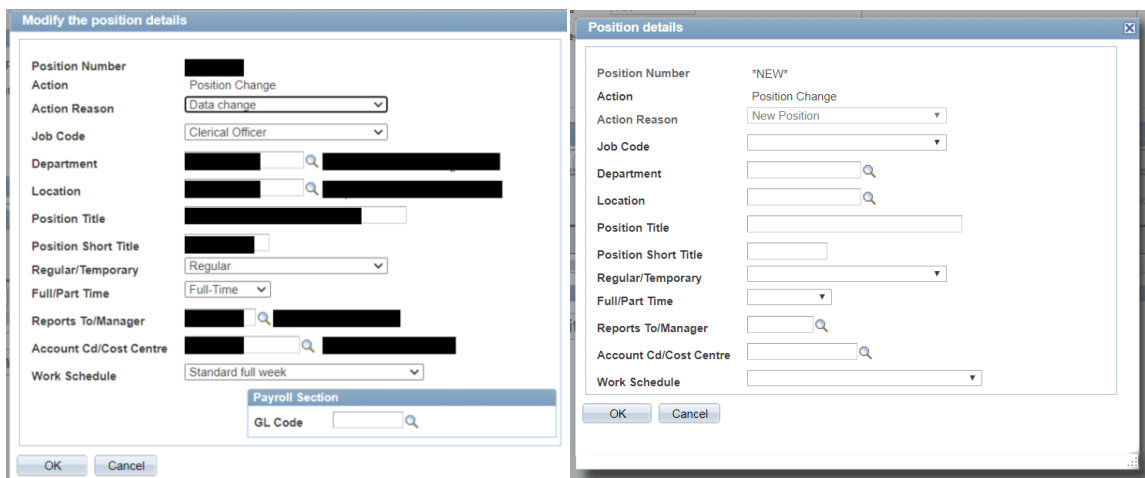 Modify the position details
Position Number
Action Position Change
Action Reason Data change
Job Code Clerical Officer
Department
Location
Position Title
Position Short Title
Regular/Temporary Regular
Full/Part Time Full-Time
Reports To/Manager
Account Cd/Cost Centre
Work Schedule Standard full week
Payroll Section
GL Code
OK Cancel
Position details
Position Number *NEW*
Action Position Change
Action Reason New Position
Job Code
Department
Location
Position Title
Position Short Title
Regular/Temporary
Full/Part Time
Reports To/Manager
Account Cd/Cost Centre
Work Schedule
OK Cancel